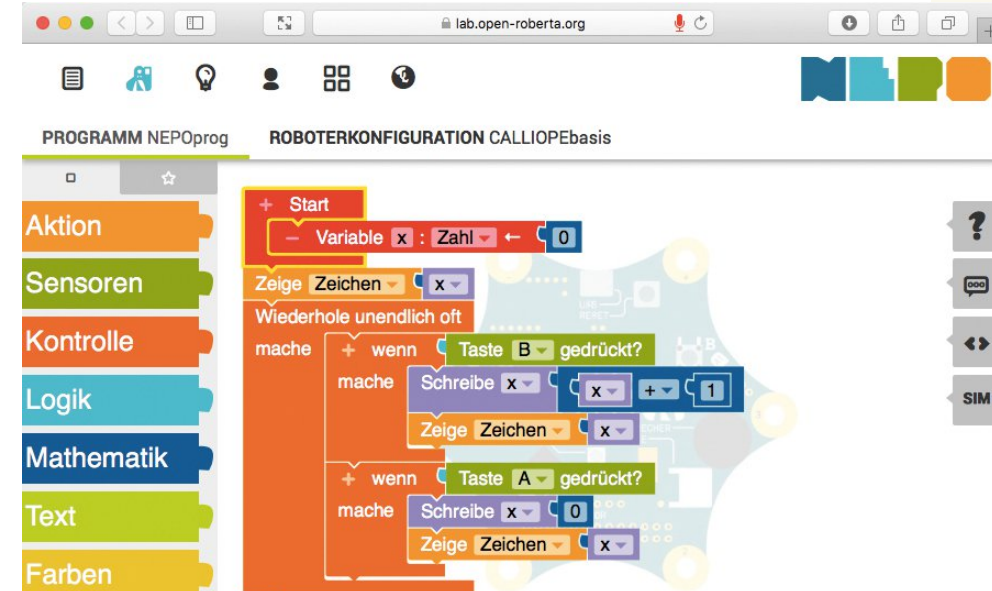 lab.open-roberta.org
NEPO
PROGRAMM NEPOprog ROBOTERKONFIGURATION CALLIOPEbasis
Aktion
Sensoren
Kontrolle
Logik
Mathematik
Text
Farben
+ Start
– Variable x : Zahl ← 0
Zeige Zeichen x
Wiederhole unendlich oft
mache + wenn Taste B gedrückt?
mache Schreibe x x + 1
Zeige Zeichen x
+ wenn Taste A gedrückt?
mache Schreibe x 0
Zeige Zeichen x
?
SIM